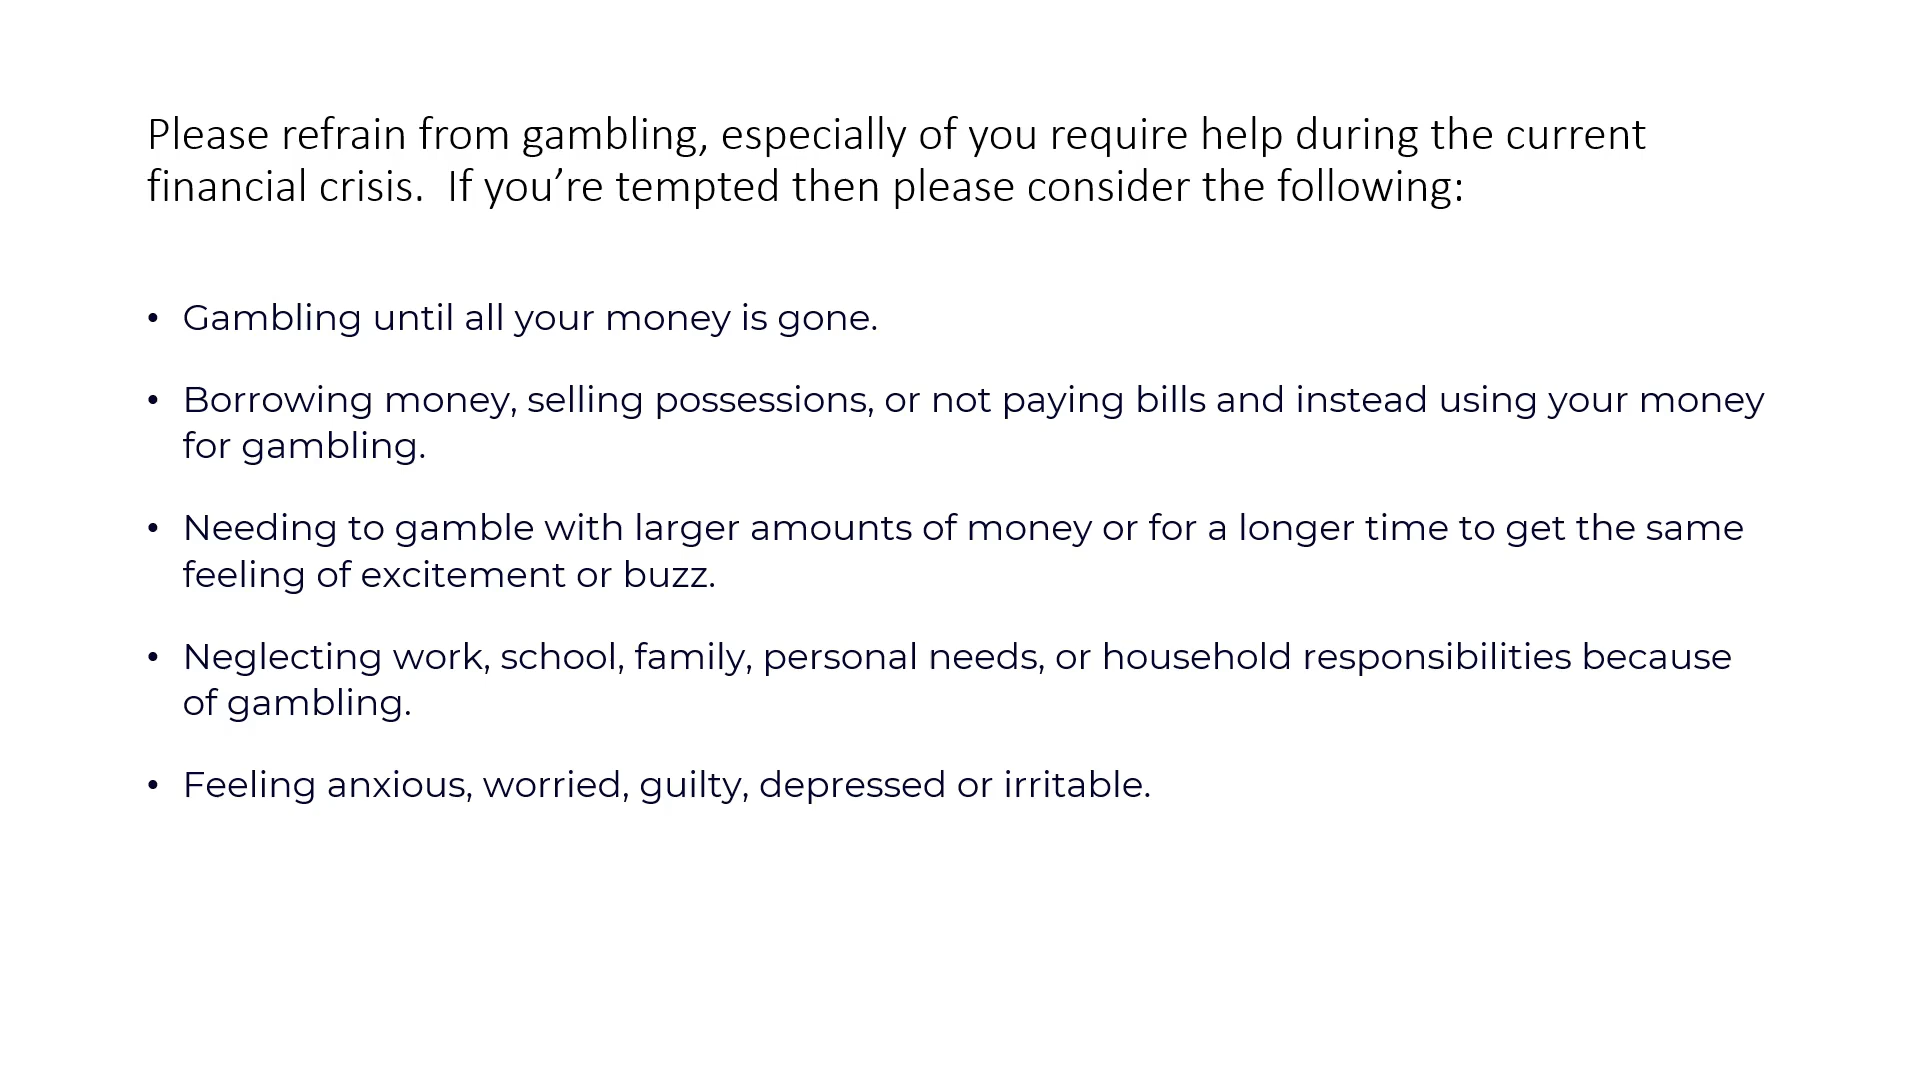 Please refrain from gambling, especially of you require help during the current
financial crisis.  If you’re tempted then please consider the following:
• Gambling until all your money is gone.
• Borrowing money, selling possessions, or not paying bills and instead using your money
for gambling.
• Needing to gamble with larger amounts of money or for a longer time to get the same
feeling of excitement or buzz.
• Neglecting work, school, family, personal needs, or household responsibilities because
of gambling.
• Feeling anxious, worried, guilty, depressed or irritable.